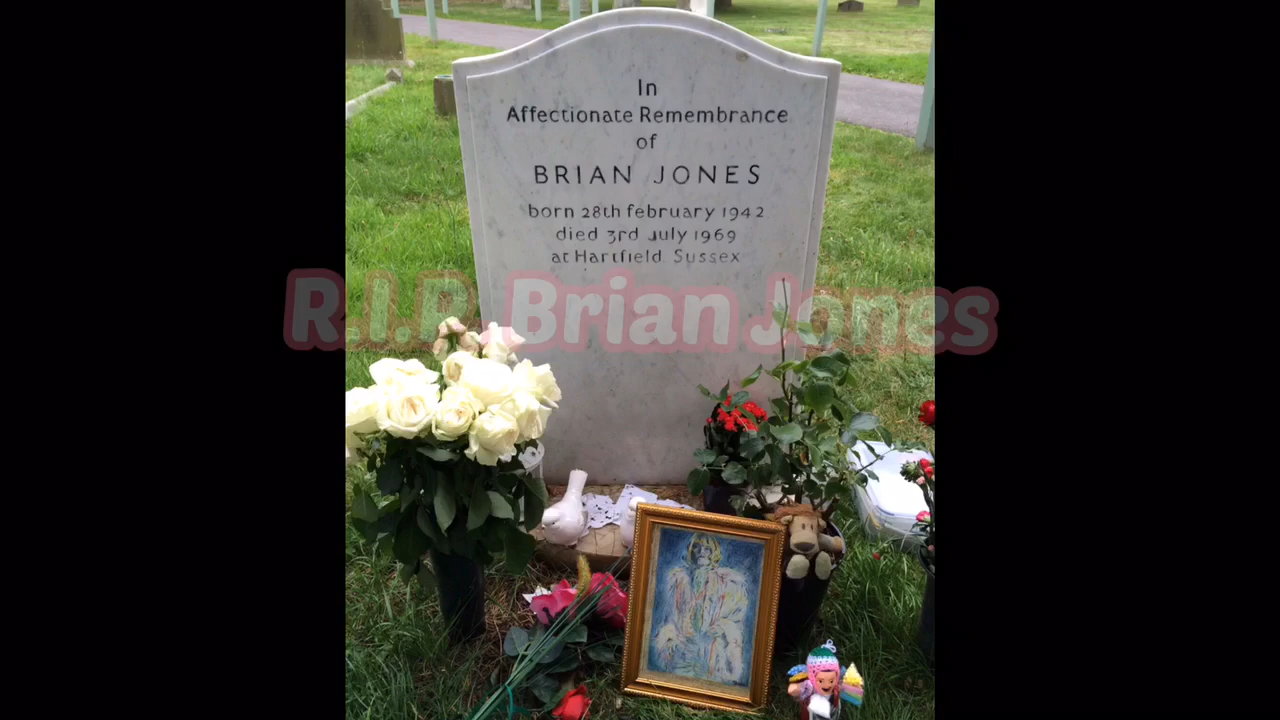 In
Affectionate Remembrance
of
BRIAN JONES
born 28th february 1942
died 3rd July 1969
at Hartfield Sussex
R.I.P. Brian Jones